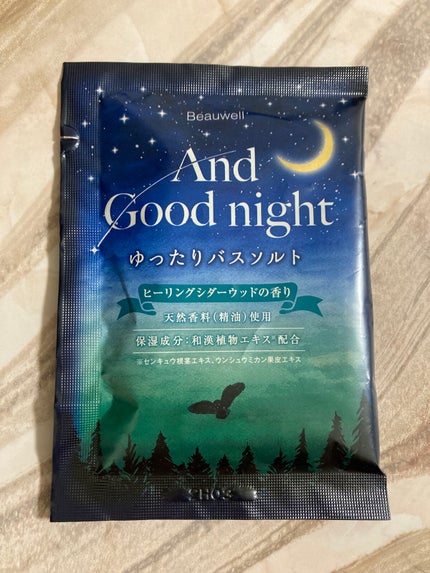 Beauwell
And
Good night
ゆったりバスソルト
ヒーリングシダーウッドの香り
天然香料(精油)使用
保湿成分:和漢植物エキス※配合
※センキュウ根茎エキス、ウンシュウミカン果皮エキス